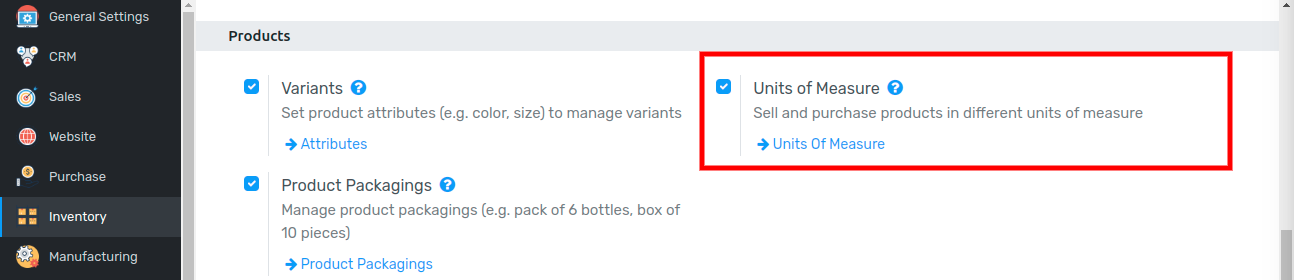 General Settings
CRM
Sales
Website
Purchase
Inventory
Manufacturing
Products
Variants
Set product attributes (e.g. color, size) to manage variants
Attributes
Units of Measure
Sell and purchase products in different units of measure
Units Of Measure
Product Packagings
Manage product packagings (e.g. pack of 6 bottles, box of
10 pieces)
Product Packagings